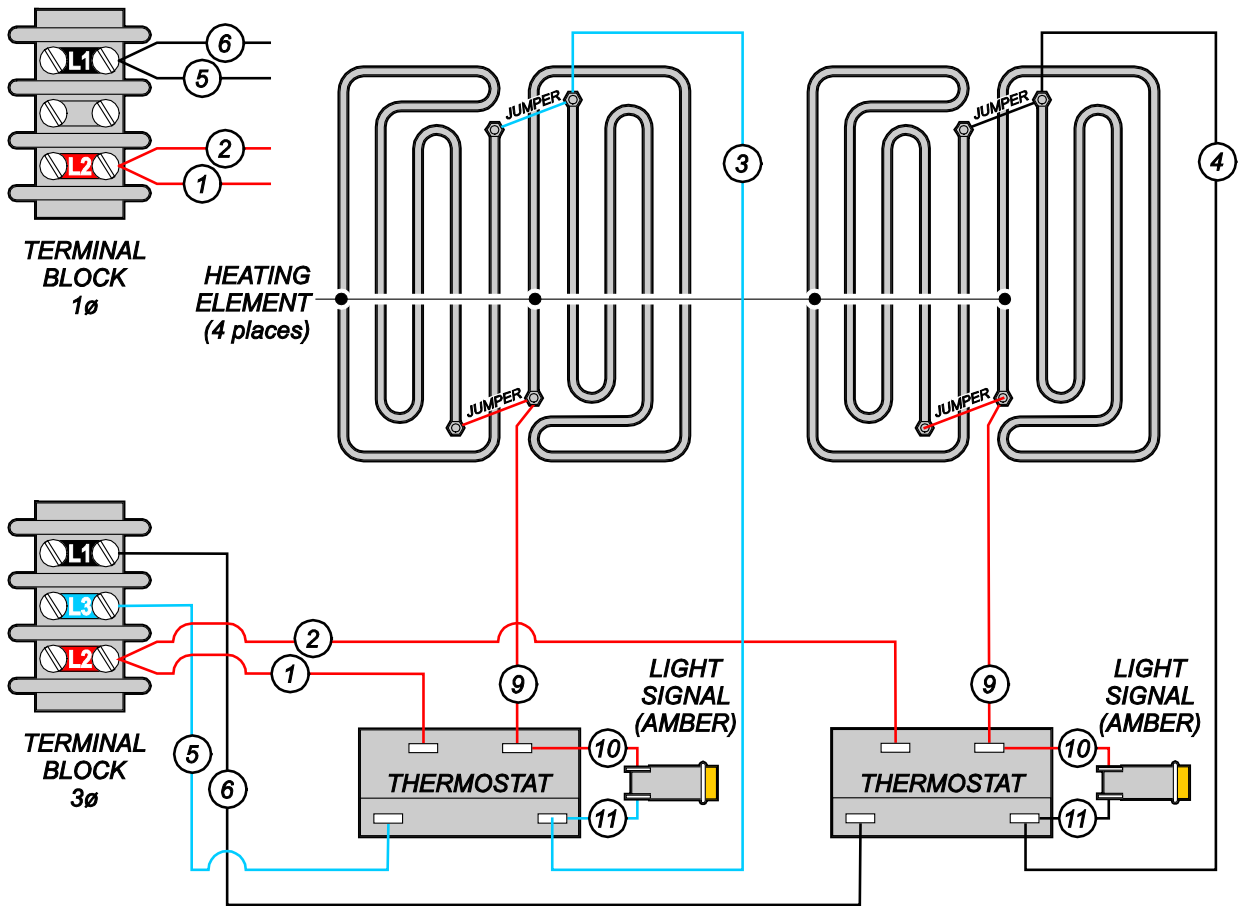 L1
6
5
L2
2
1
TERMINAL
BLOCK
1ø
JUMPER
JUMPER
3
4
HEATING
ELEMENT
(4 places)
JUMPER
JUMPER
L1
L3
L2
2
1
9
9
LIGHT
SIGNAL
(AMBER)
LIGHT
SIGNAL
(AMBER)
TERMINAL
BLOCK
3ø
5
6
10
10
THERMOSTAT
THERMOSTAT
11
11